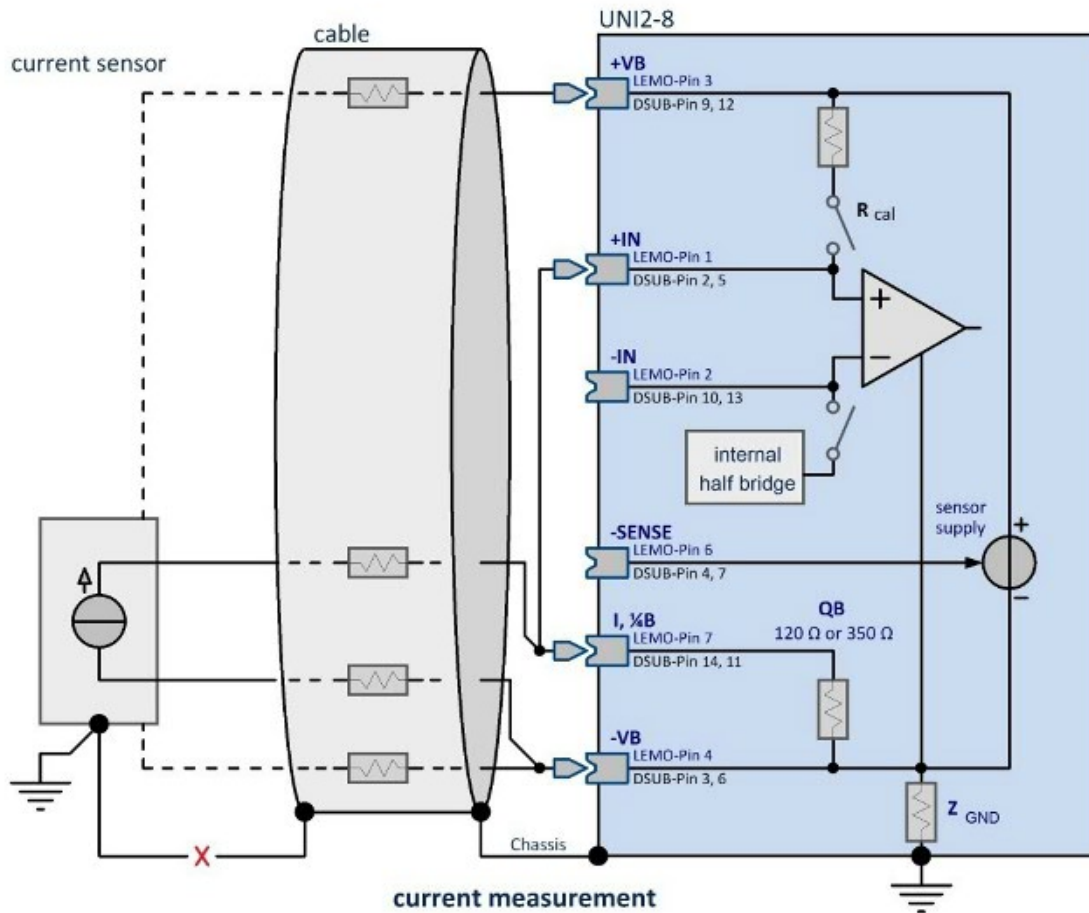 UNI2-8
cable
current sensor
+VB
LEMO-Pin 3
DSUB-Pin 9, 12
R cal
+IN
LEMO-Pin 1
DSUB-Pin 2, 5
+
-IN
LEMO-Pin 2
DSUB-Pin 10, 13
−
internal
half bridge
sensor
supply
+
−
-SENSE
LEMO-Pin 6
DSUB-Pin 4, 7
QB
120 Ω or 350 Ω
I, ¼B
LEMO-Pin 7
DSUB-Pin 14, 11
-VB
LEMO-Pin 4
DSUB-Pin 3, 6
Z GND
X
Chassis
current measurement